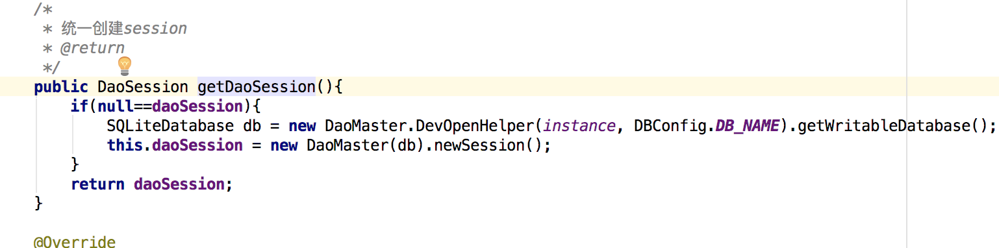 /*
* 统一创建session
* @return
*/
public DaoSession getDaoSession(){
if(null==daoSession){
SQLiteDatabase db = new DaoMaster.DevOpenHelper(instance, DBConfig.DB_NAME).getWritableDatabase();
this.daoSession = new DaoMaster(db).newSession();
}
return daoSession;
}
@Override